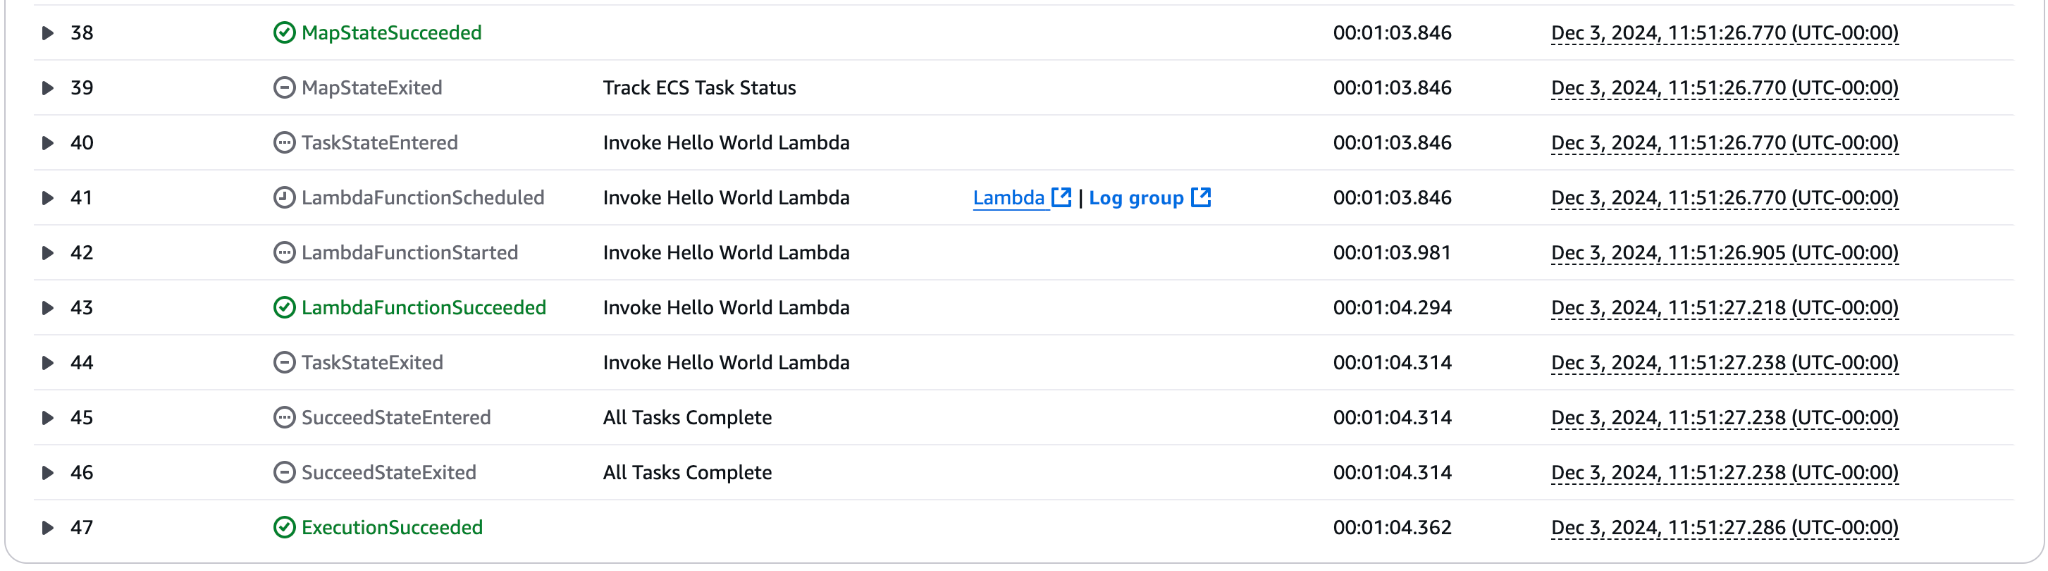 38 MapStateSucceeded 00:01:03.846 Dec 3, 2024, 11:51:26.770 (UTC-00:00)
39 MapStateExited Track ECS Task Status 00:01:03.846 Dec 3, 2024, 11:51:26.770 (UTC-00:00)
40 TaskStateEntered Invoke Hello World Lambda 00:01:03.846 Dec 3, 2024, 11:51:26.770 (UTC-00:00)
41 LambdaFunctionScheduled Invoke Hello World Lambda Lambda | Log group 00:01:03.846 Dec 3, 2024, 11:51:26.770 (UTC-00:00)
42 LambdaFunctionStarted Invoke Hello World Lambda 00:01:03.981 Dec 3, 2024, 11:51:26.905 (UTC-00:00)
43 LambdaFunctionSucceeded Invoke Hello World Lambda 00:01:04.294 Dec 3, 2024, 11:51:27.218 (UTC-00:00)
44 TaskStateExited Invoke Hello World Lambda 00:01:04.314 Dec 3, 2024, 11:51:27.238 (UTC-00:00)
45 SucceedStateEntered All Tasks Complete 00:01:04.314 Dec 3, 2024, 11:51:27.238 (UTC-00:00)
46 SucceedStateExited All Tasks Complete 00:01:04.314 Dec 3, 2024, 11:51:27.238 (UTC-00:00)
47 ExecutionSucceeded 00:01:04.362 Dec 3, 2024, 11:51:27.286 (UTC-00:00)